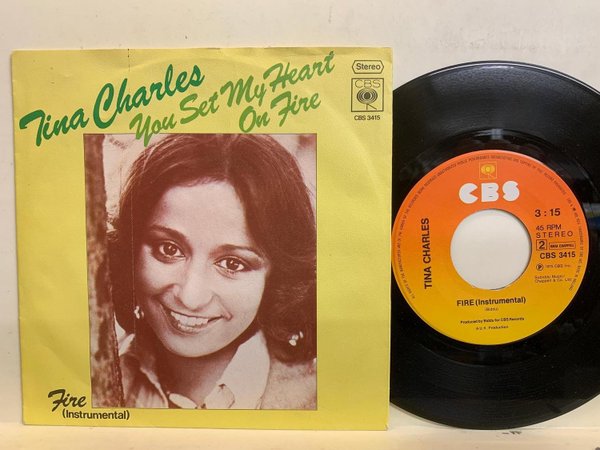 Tina Charles
You Set My Heart
On Fire
Stereo
CBS
CBS 3415
Fire
(Instrumental)
CBS
3:15
45 RPM
STEREO
2
CBS 3415
TINA CHARLES
FIRE (Instrumental)
Produced by Biddu for CBS Records